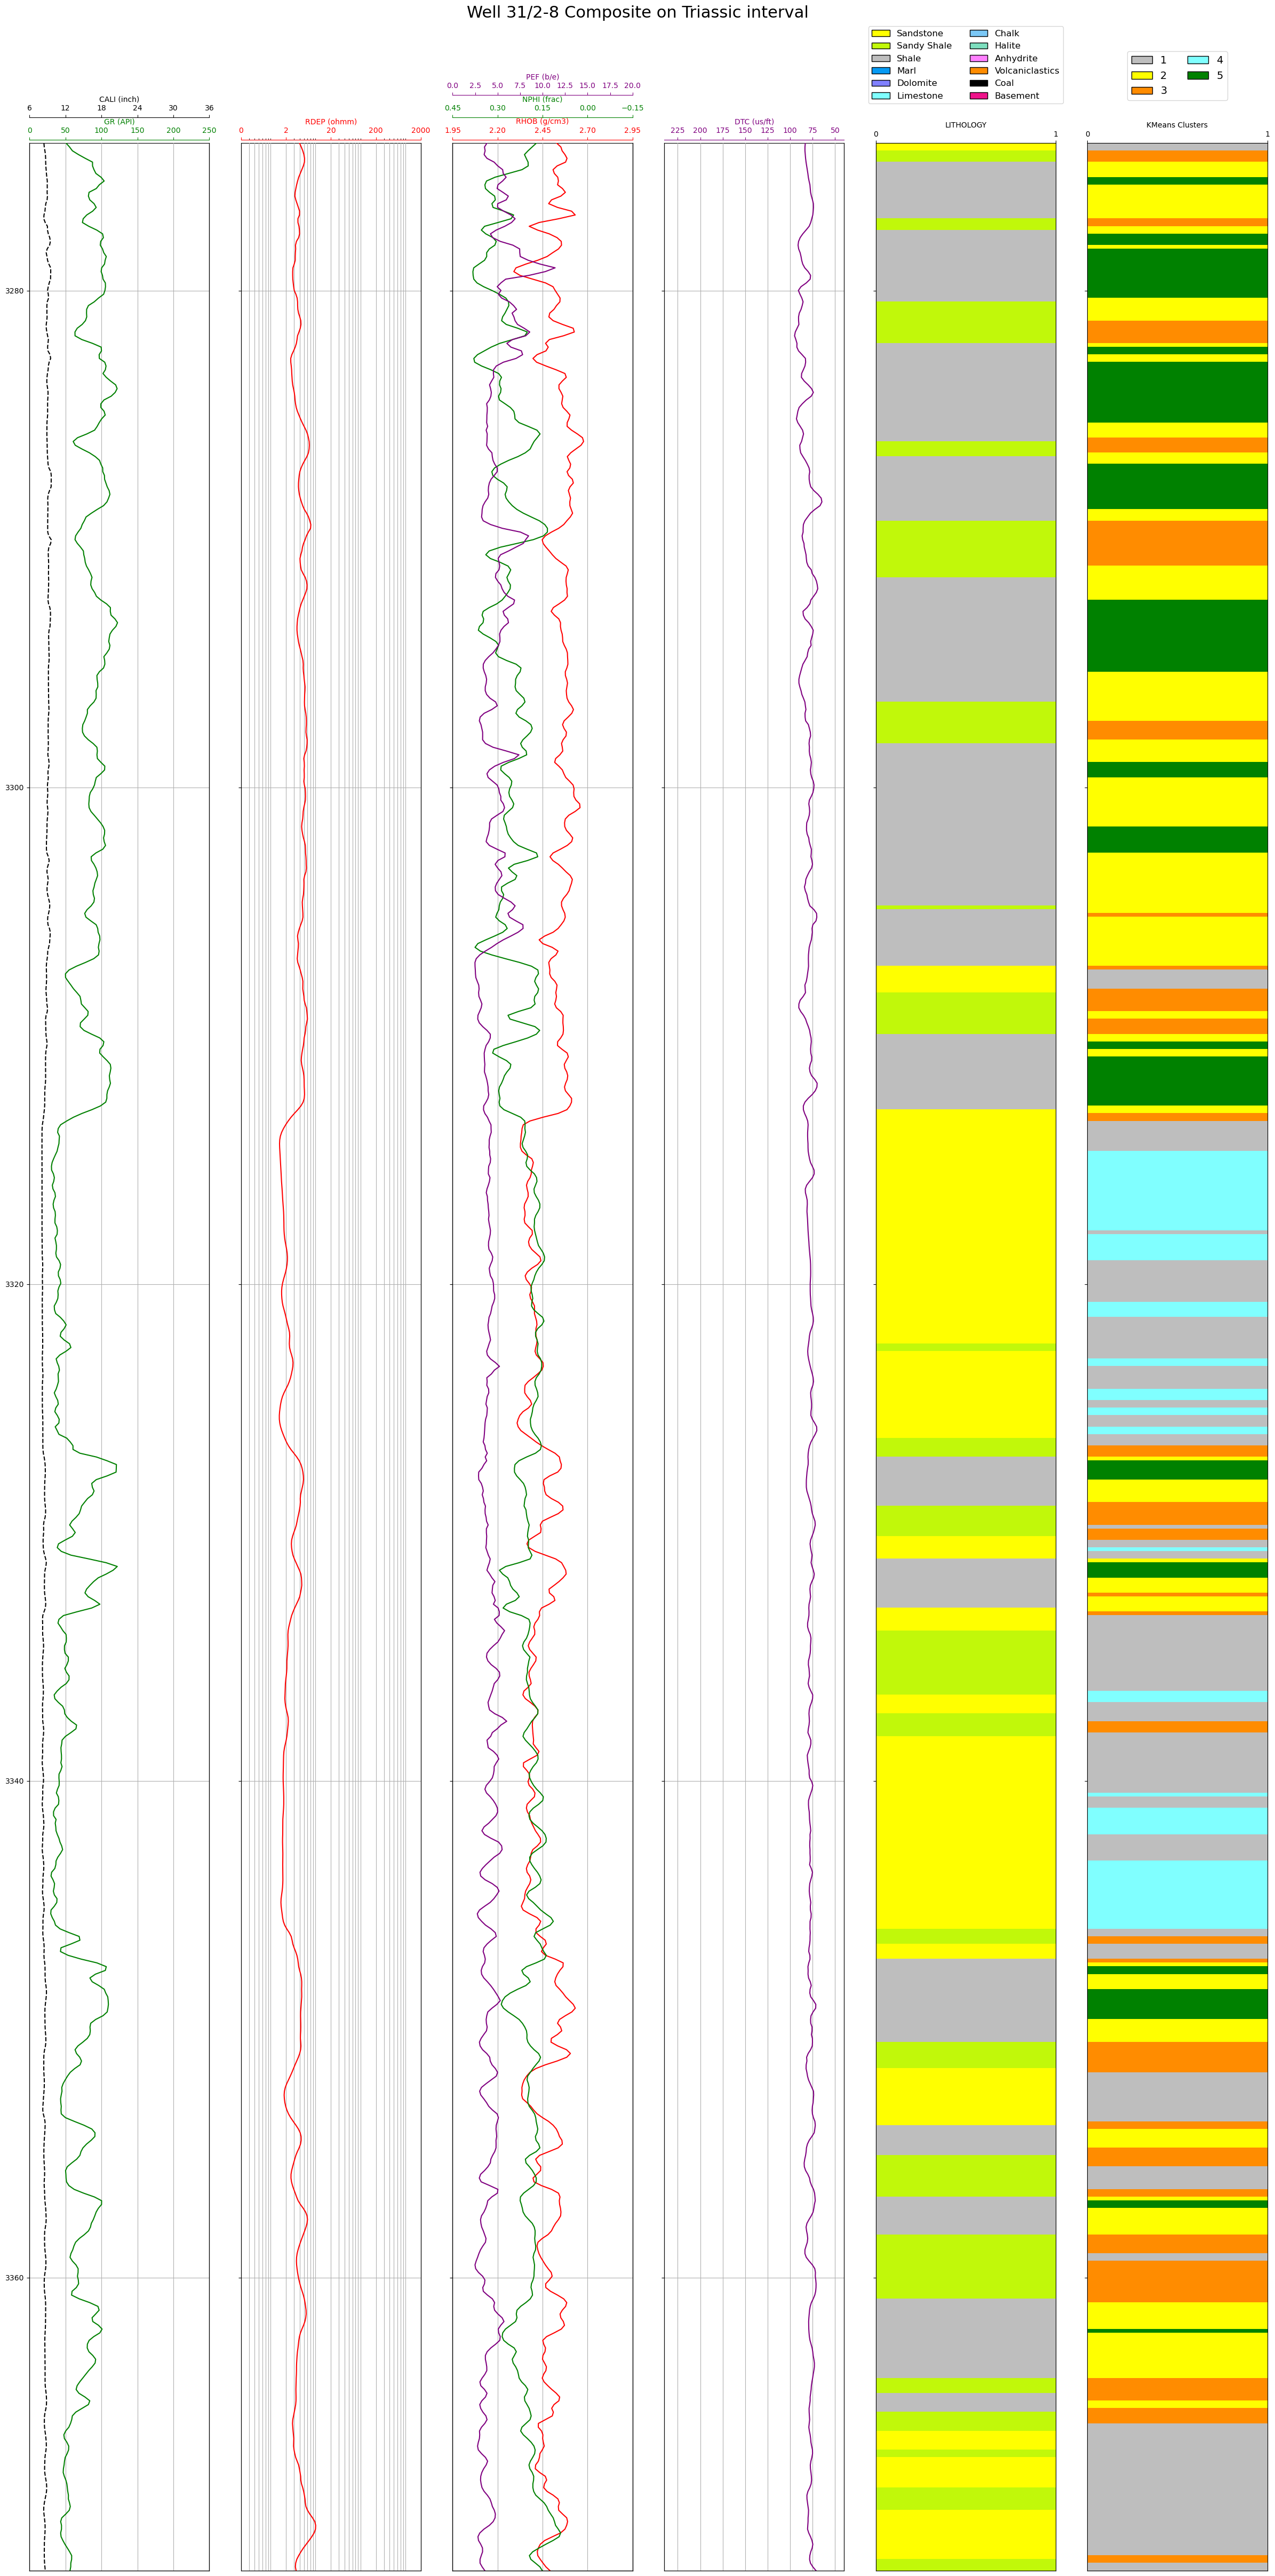 Well 31/2-8 Composite on Triassic interval
Sandstone Chalk
Sandy Shale Halite
Shale Anhydrite
Marl Volcaniclastics
Dolomite Coal
Limestone Basement
1 4
2 5
3
PEF (b/e)
0.0 2.5 5.0 7.5 10.0 12.5 15.0 17.5 20.0
CALI (inch) NPHI (frac)
6 12 18 24 30 36 0.45 0.30 0.15 0.00 −0.15
GR (API) RDEP (ohmm) RHOB (g/cm3) DTC (us/ft) LITHOLOGY KMeans Clusters
0 50 100 150 200 250 0 2 20 200 2000 1.95 2.20 2.45 2.70 2.95 225 200 175 150 125 100 75 50 0 1 0 1
3280
3300
3320
3340
3360